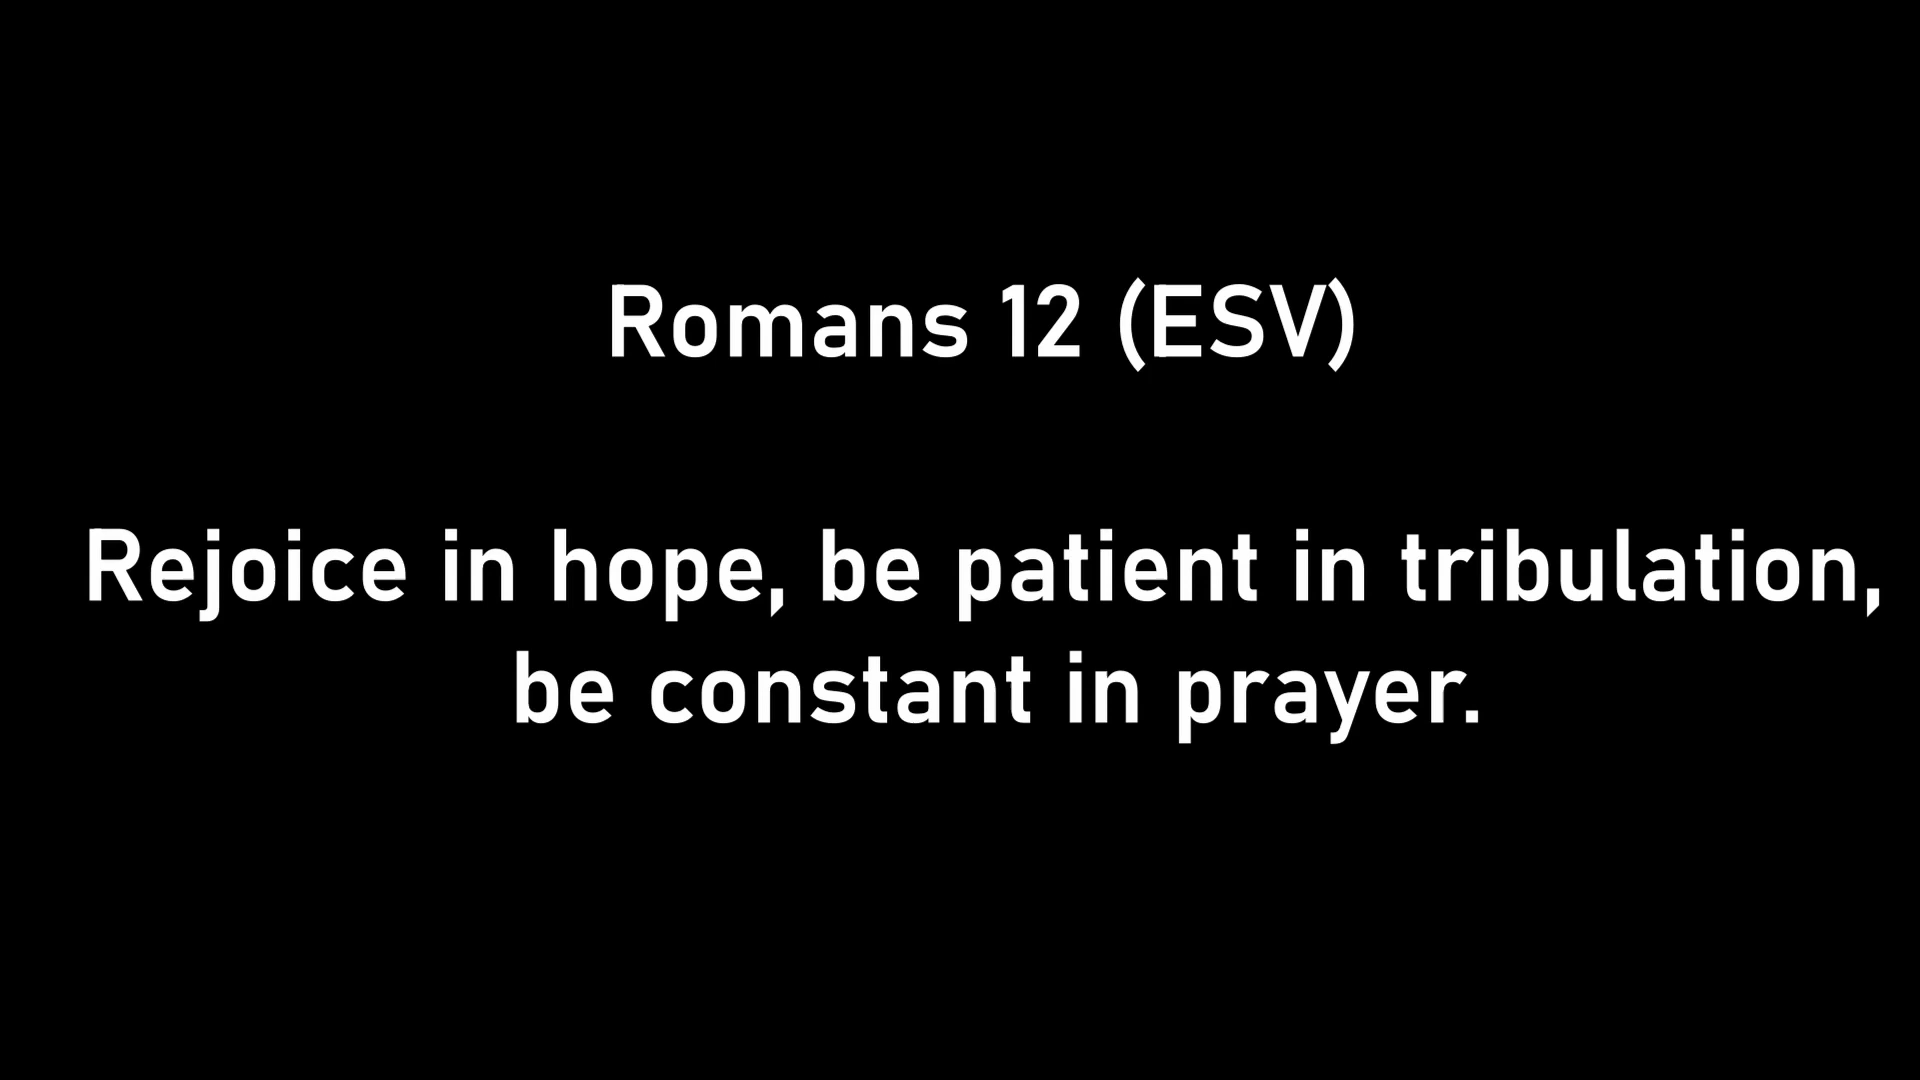 Romans 12 (ESV)
Rejoice in hope, be patient in tribulation,
be constant in prayer.